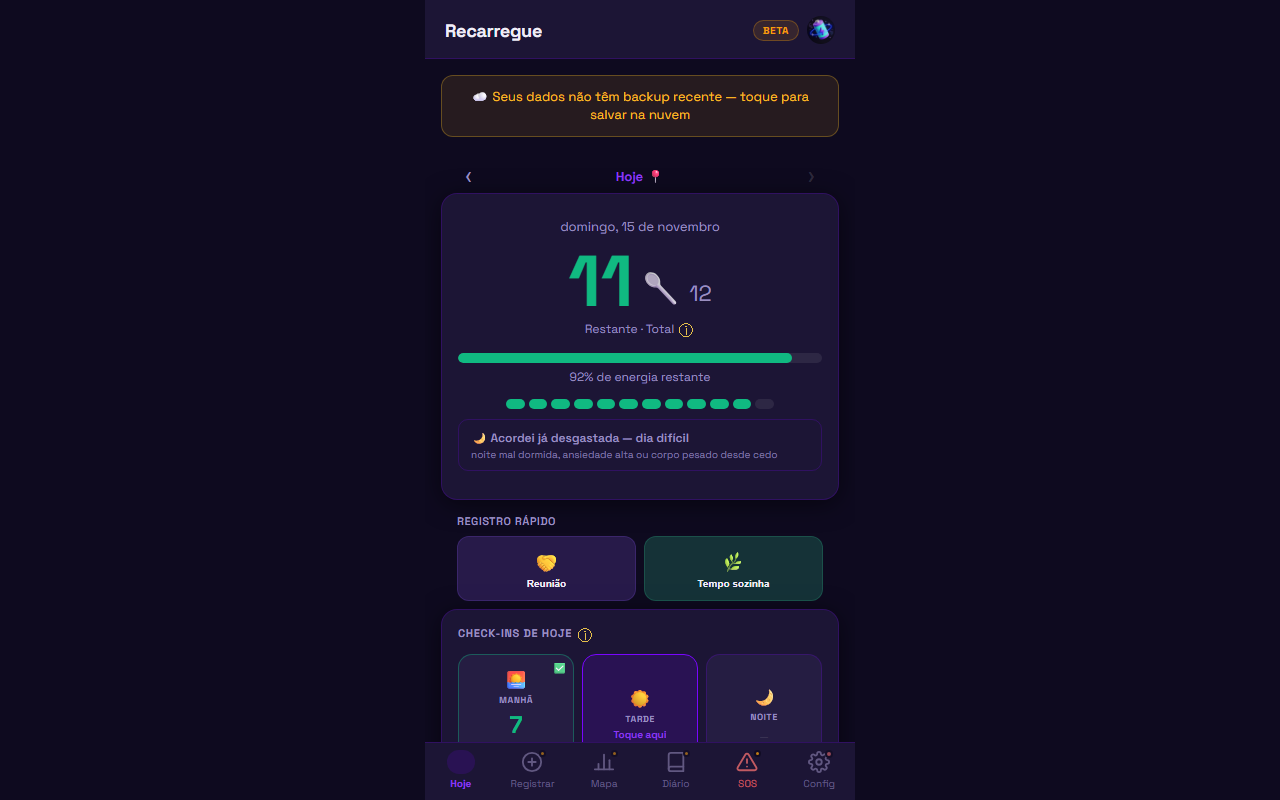 Recarregue
BETA
Seus dados não têm backup recente — toque para
salvar na nuvem
Hoje
domingo, 15 de novembro
11 12
Restante · Total
92% de energia restante
Acordei já desgastada — dia difícil
noite mal dormida, ansiedade alta ou corpo pesado desde cedo
REGISTRO RÁPIDO
Reunião
Tempo sozinha
CHECK-INS DE HOJE
MANHÃ
7
TARDE
Toque aqui
NOITE
—
Hoje
Registrar
Mapa
Diário
SOS
Config